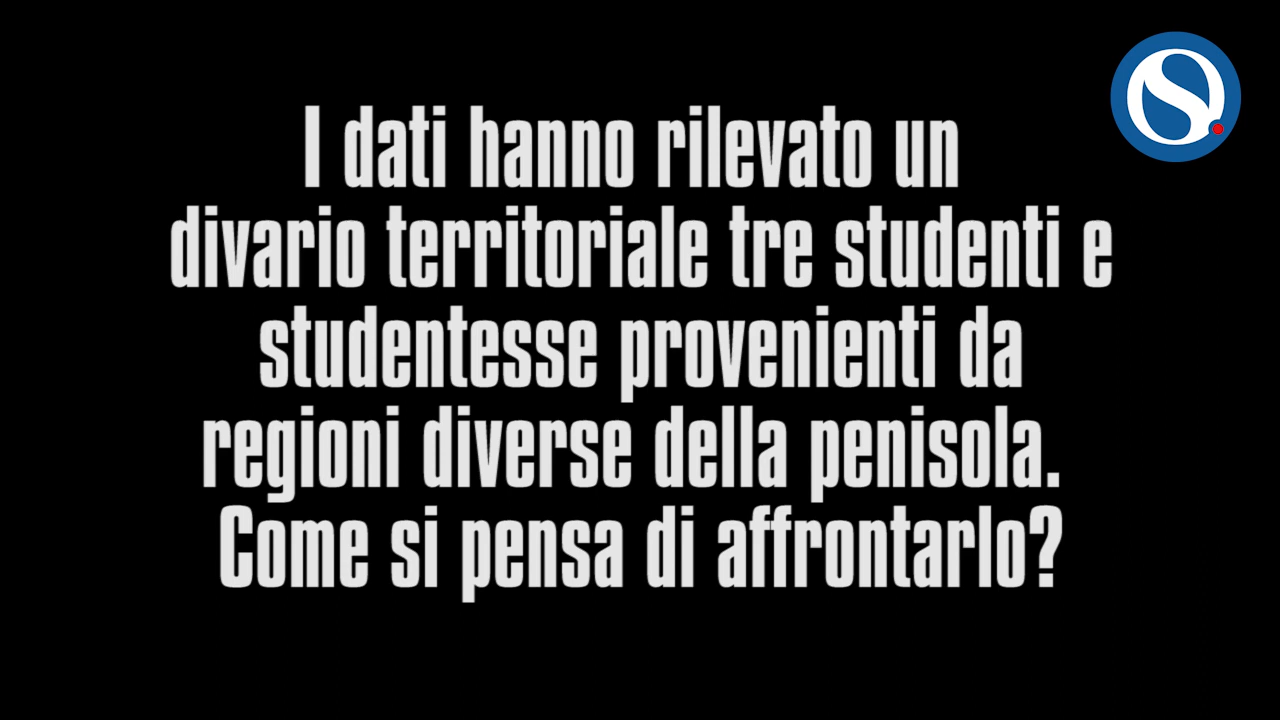 I dati hanno rilevato un
divario territoriale tre studenti e
studentesse provenienti da
regioni diverse della penisola.
Come si pensa di affrontarlo?